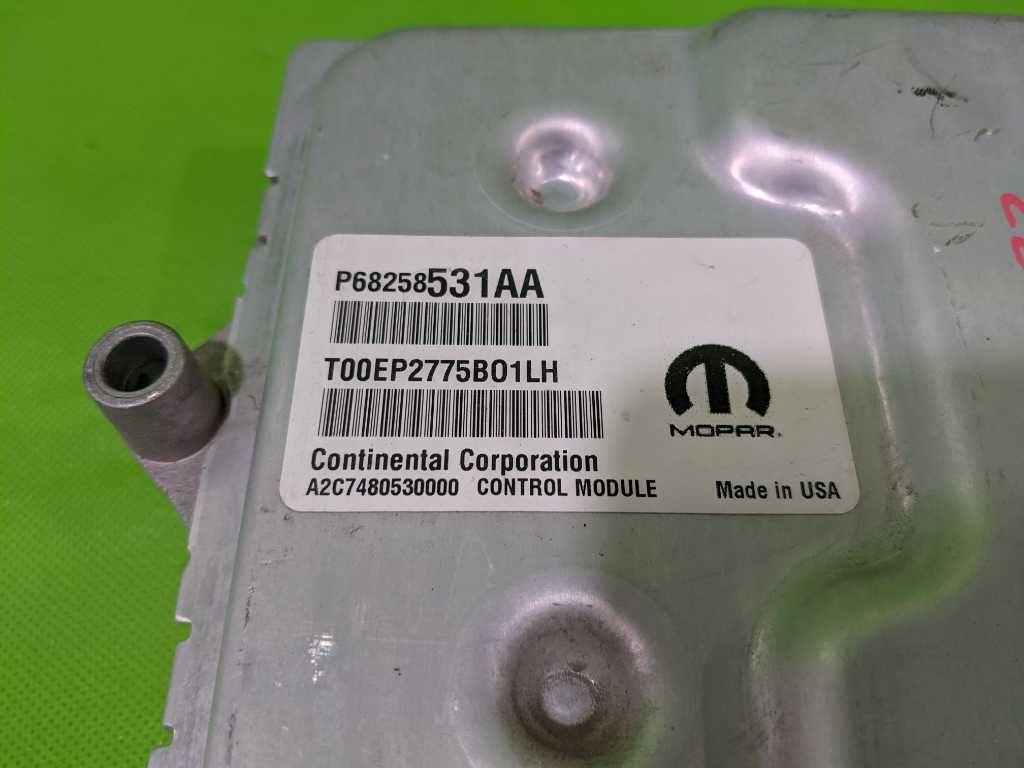 P68258531AA
T00EP2775B01LH
MOPAR
Continental Corporation
A2C7480530000 CONTROL MODULE
Made in USA